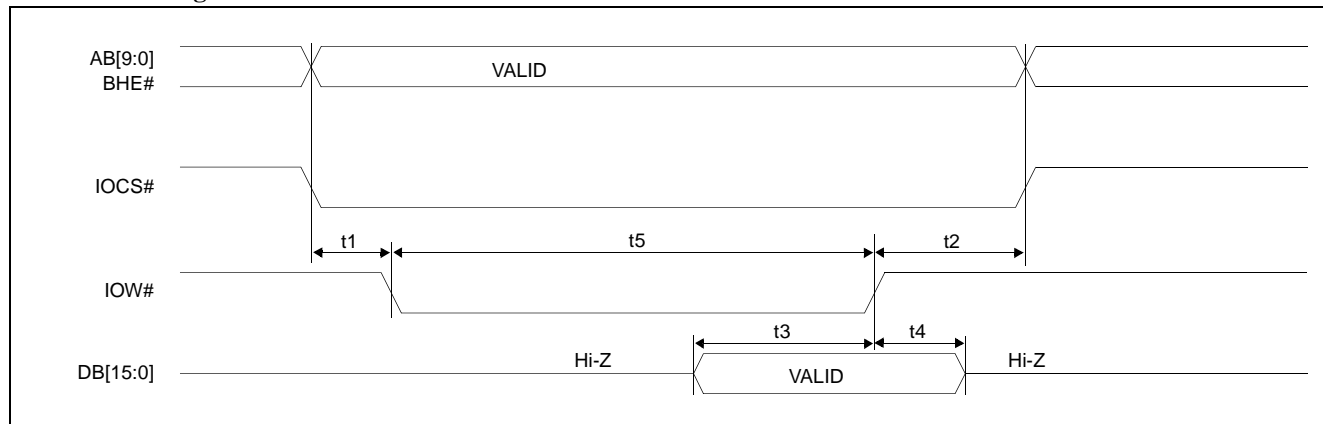 AB[9:0]
BHE#
VALID
IOCS#
t1
t5
t2
IOW#
t3
t4
DB[15:0]
Hi-Z
VALID
Hi-Z